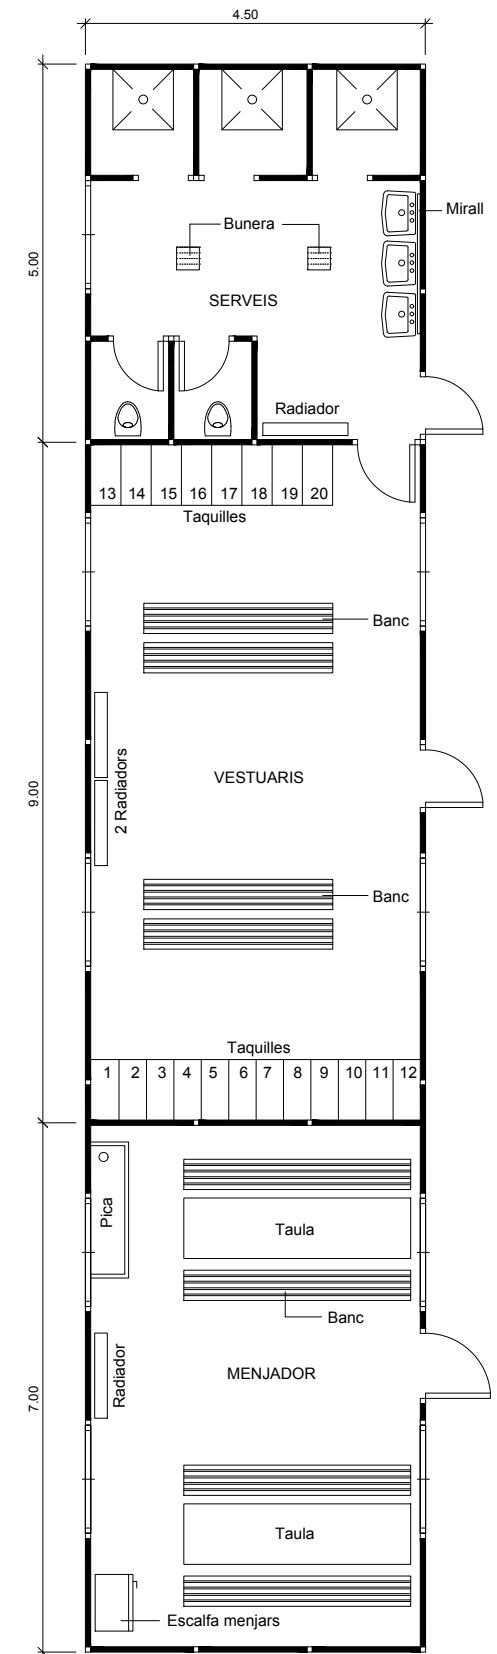 4.50
Mirall
Bunera
5.00
SERVEIS
Radiador
13 14 15 16 17 18 19 20
Taquilles
Banc
2 Radiadors
VESTUARIS
9.00
Banc
Taquilles
1 2 3 4 5 6 7 8 9 10 11 12
Pica
Taula
Banc
Radiador
MENJADOR
7.00
Taula
Escalfa menjars